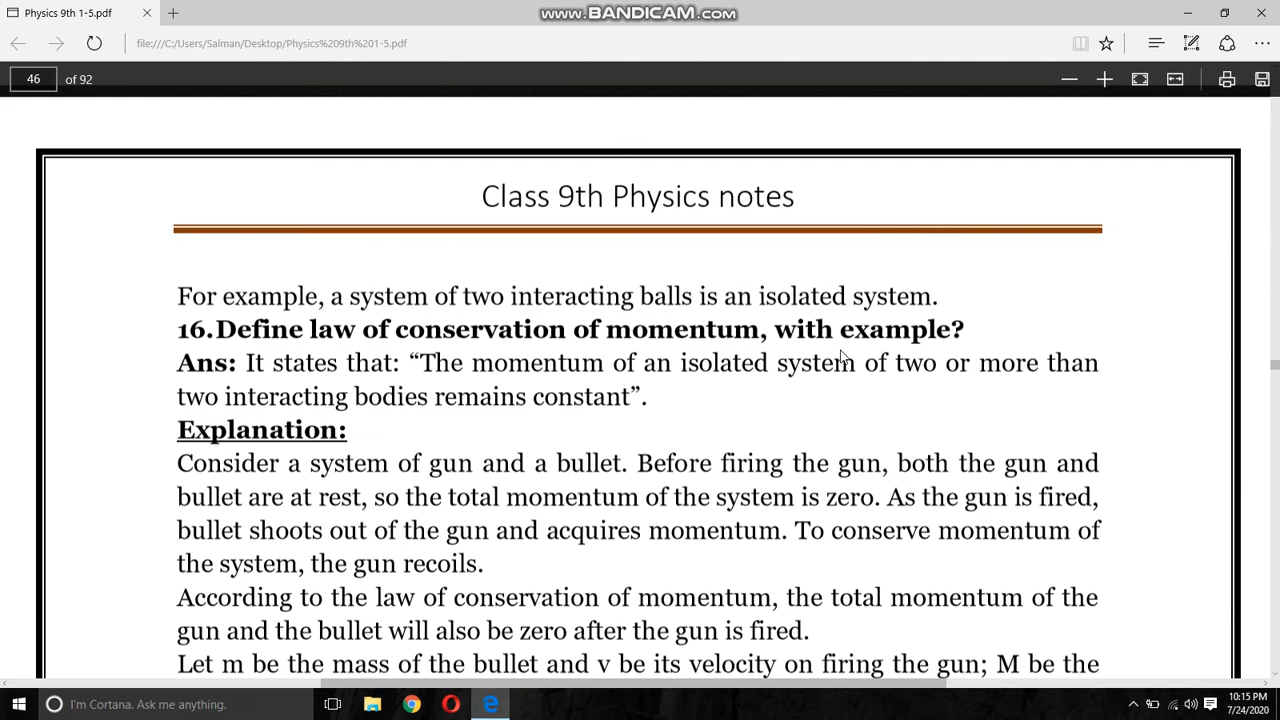 Physics 9th 1-5.pdf
www.BANDICAM.com
file:///C:/Users/Salman/Desktop/Physics%209th%201-5.pdf
46 of 92
Class 9th Physics notes
For example, a system of two interacting balls is an isolated system.
16.Define law of conservation of momentum, with example?
Ans: It states that: “The momentum of an isolated system of two or more than
two interacting bodies remains constant”.
Explanation:
Consider a system of gun and a bullet. Before firing the gun, both the gun and
bullet are at rest, so the total momentum of the system is zero. As the gun is fired,
bullet shoots out of the gun and acquires momentum. To conserve momentum of
the system, the gun recoils.
According to the law of conservation of momentum, the total momentum of the
gun and the bullet will also be zero after the gun is fired.
Let m be the mass of the bullet and v be its velocity on firing the gun; M be the
I'm Cortana. Ask me anything.
10:15 PM
7/24/2020